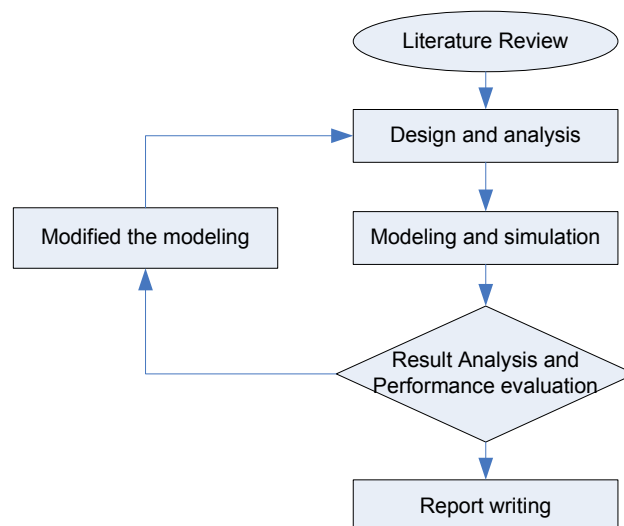 Literature Review
Design and analysis
Modified the modeling
Modeling and simulation
Result Analysis and
Performance evaluation
Report writing